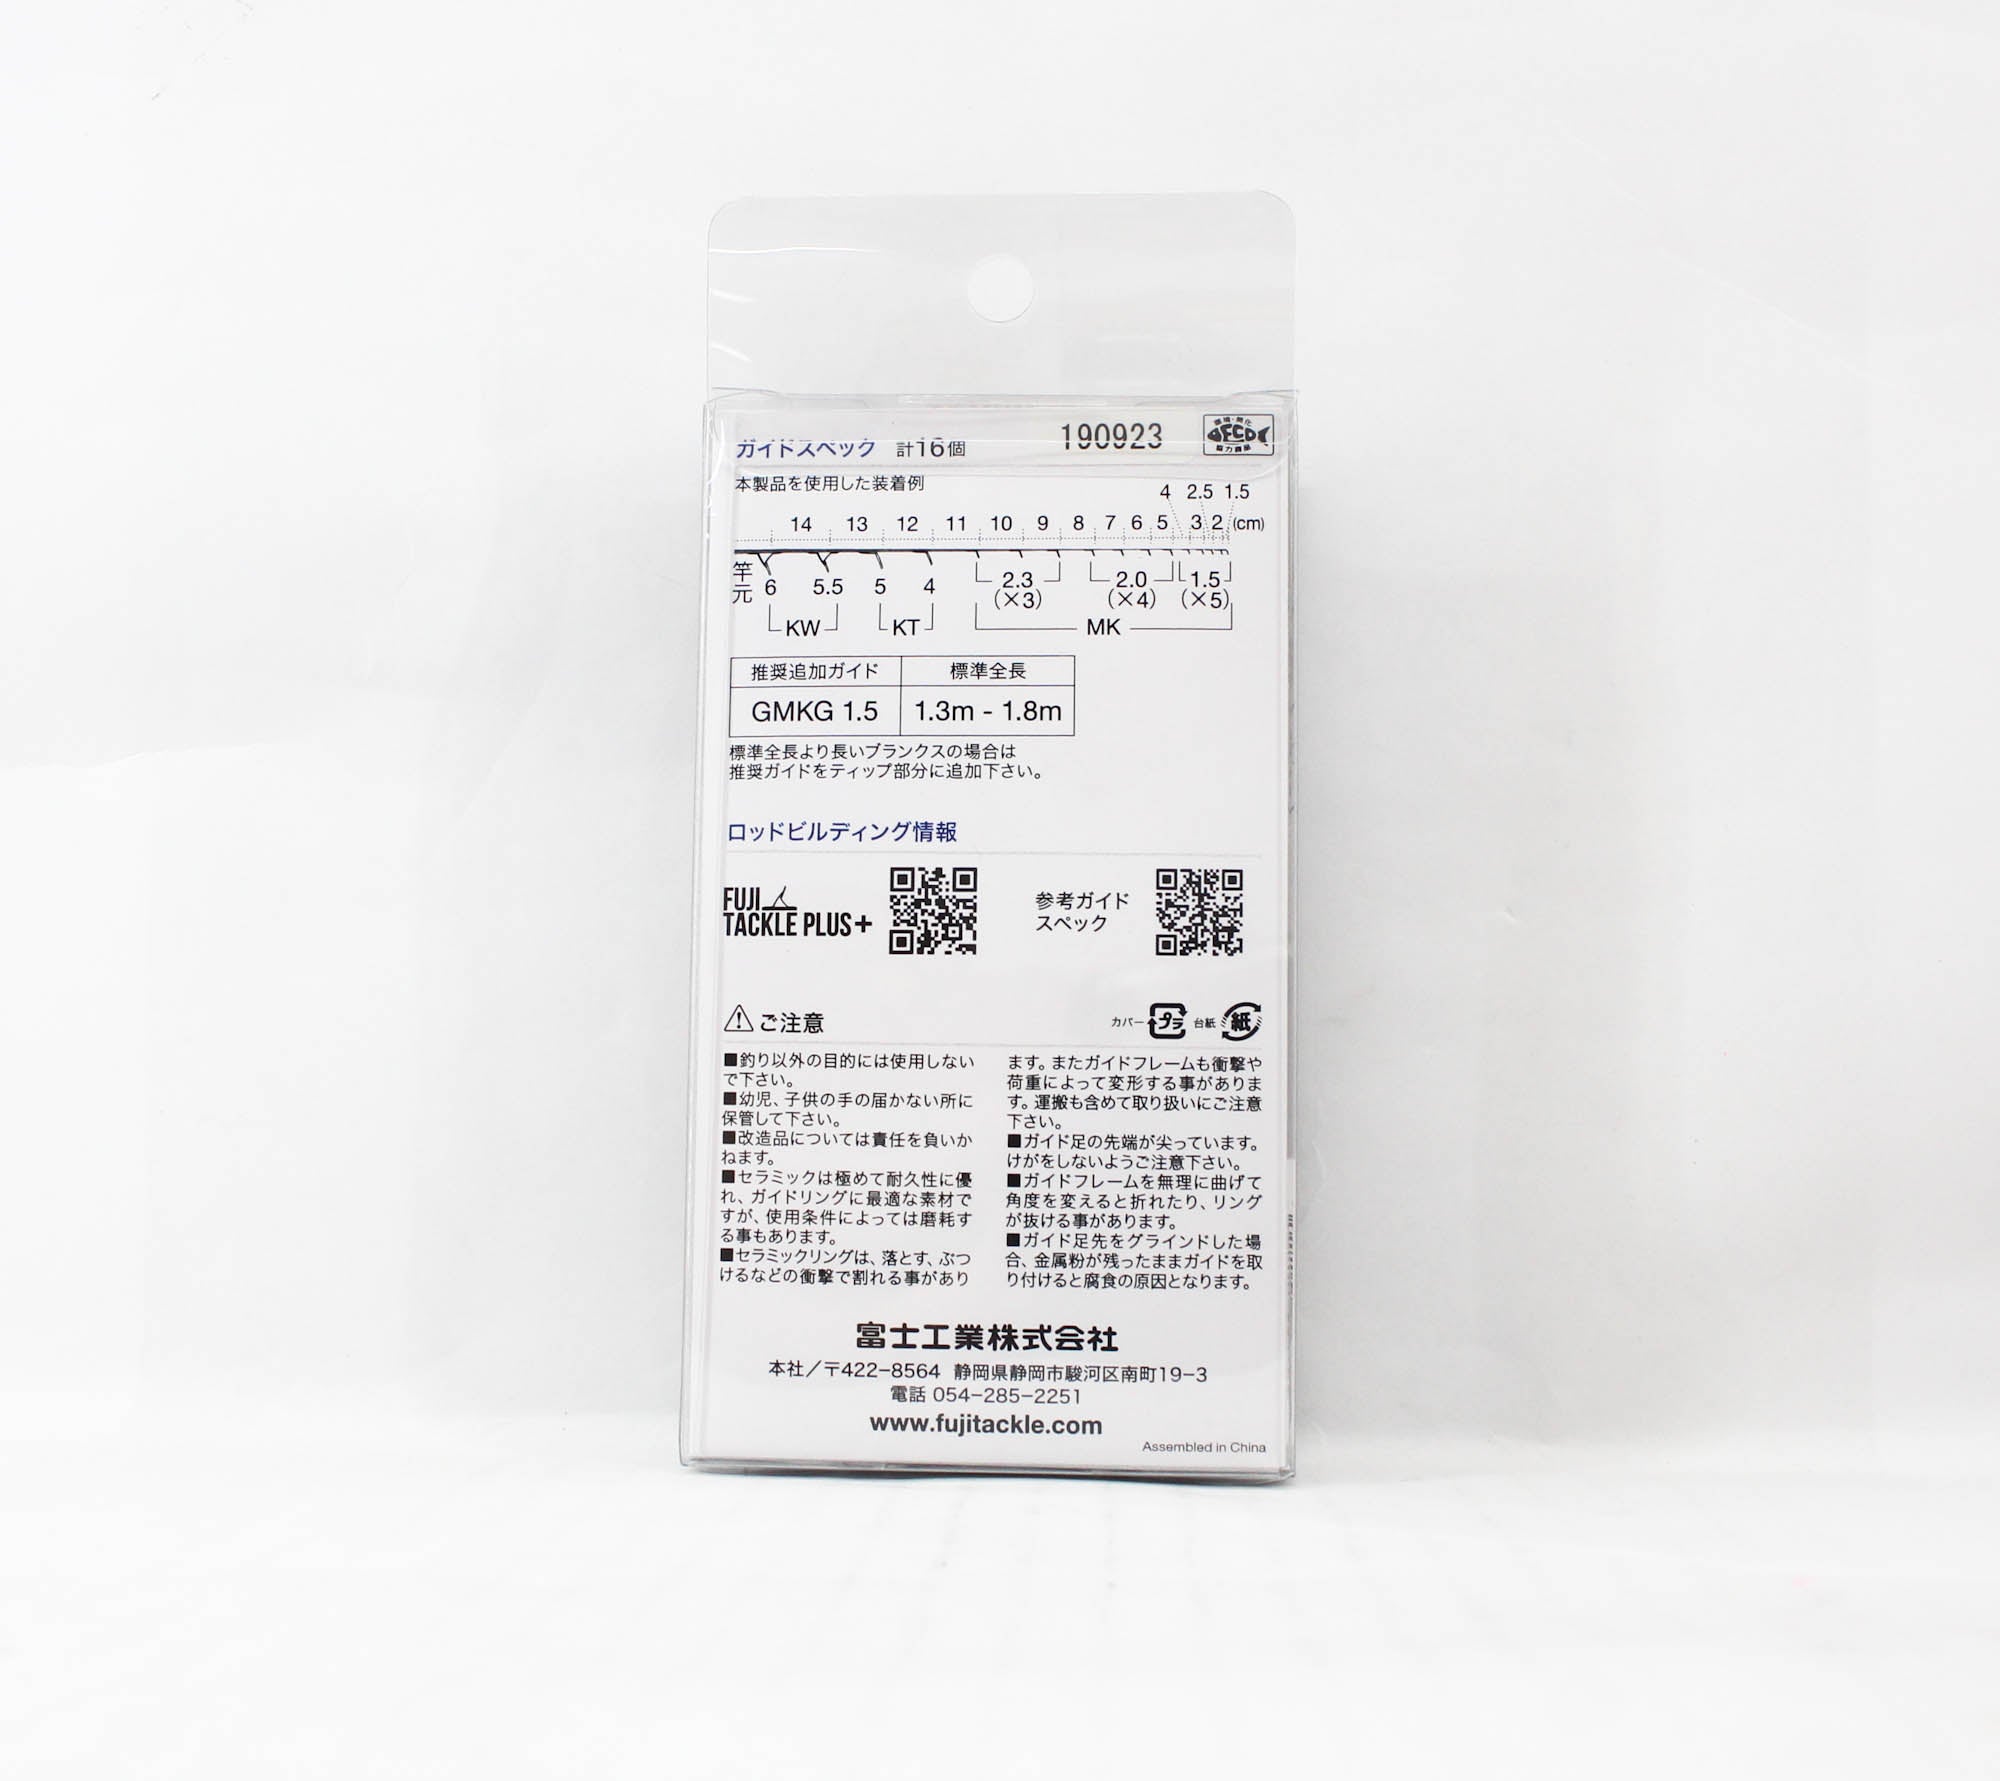 ガイドスペック 計16個 190923
AFCD
協力商品
本製品を使用した装着例
4 2.5 1.5
14 13 12 11 10 9 8 7 6 5 3 2 (cm)
竿元 6 5.5 5 4 2.3 2.0 1.5
(×3) (×4) (×5)
KW KT MK
推奨追加ガイド 標準全長
GMKG 1.5 1.3m - 1.8m
標準全長より長いブランクスの場合は
推奨ガイドをティップ部分に追加下さい。
ロッドビルディング情報
FUJI
TACKLE PLUS+
参考ガイド
スペック
ご注意
カバー プラ 台紙 紙
■釣り以外の目的には使用しない
で下さい。
■幼児、子供の手の届かない所に
保管して下さい。
■改造品については責任を負いか
ねます。
■セラミックは極めて耐久性に優
れ、ガイドリングに最適な素材で
すが、使用条件によっては磨耗す
る事もあります。
■セラミックリングは、落とす、ぶつ
けるなどの衝撃で割れる事があり
ます。またガイドフレームも衝撃や
荷重によって変形する事がありま
す。運搬も含めて取り扱いにご注意
下さい。
■ガイド足の先端が尖っています。
けがをしないようご注意下さい。
■ガイドフレームを無理に曲げて
角度を変えると折れたり、リング
が抜ける事があります。
■ガイド足先をグラインドした場
合、金属粉が残ったままガイドを取
り付けると腐食の原因となります。
富士工業株式会社
本社／〒422−8564 静岡県静岡市駿河区南町19−3
電話 054−285−2251
www.fujitackle.com
Assembled in China